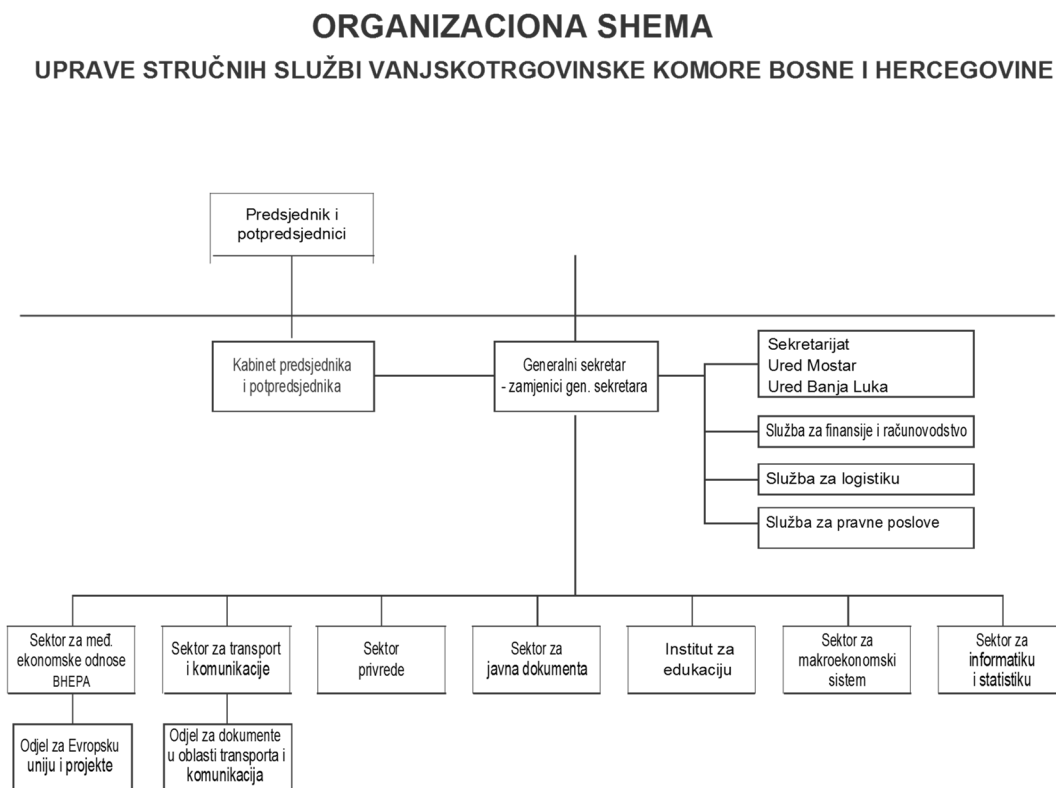 ORGANIZACIONA SHEMA
UPRAVE STRUČNIH SLUŽBI VANJSKOTRGOVINSKE KOMORE BOSNE I HERCEGOVINE
Predsjednik i
potpredsjednici
Kabinet predsjednika
i potpredsjednika
Generalni sekretar
- zamjenici gen. sekretara
Sekretarijat
Ured Mostar
Ured Banja Luka
Služba za finansije i računovodstvo
Služba za logistiku
Služba za pravne poslove
Sektor za međ.
ekonomske odnose
BHEPA
Sektor za transport
i komunikacije
Sektor
privrede
Sektor za
javna dokumenta
Institut za
edukaciju
Sektor za
makroekonomski
sistem
Sektor za
informatiku
i statistiku
Odjel za Evropsku
uniju i projekte
Odjel za dokumente
u oblasti transporta i
komunikacija